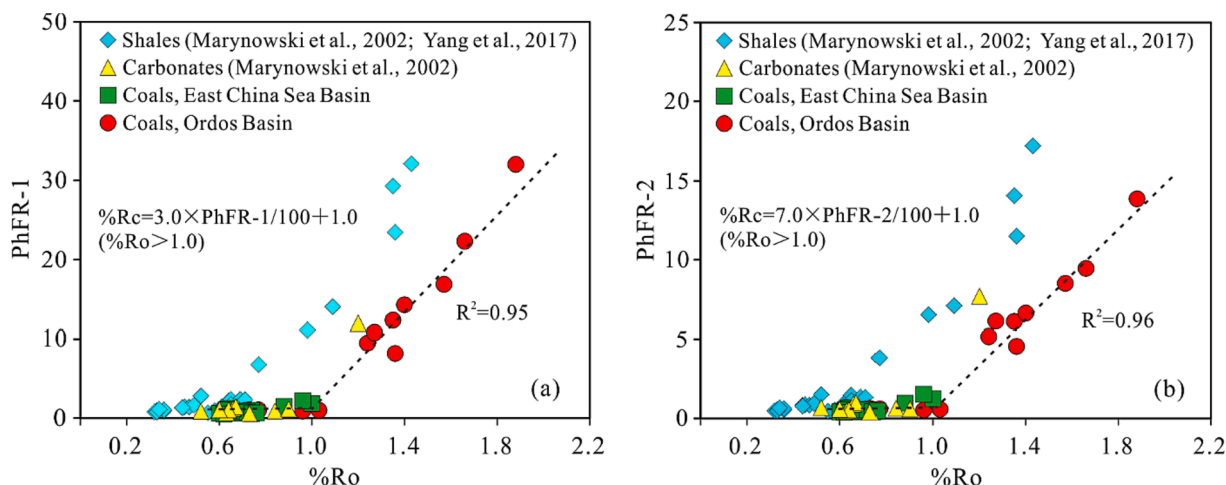 50
40
30
20
10
0
PhFR-1
Shales (Marynowski et al., 2002; Yang et al., 2017)
Carbonates (Marynowski et al., 2002)
Coals, East China Sea Basin
Coals, Ordos Basin
%Rc=3.0×PhFR-1/100+1.0
(%Ro>1.0)
R²=0.95
(a)
0.2 0.6 1.0 1.4 1.8 2.2
%Ro
25
20
15
10
5
0
PhFR-2
Shales (Marynowski et al., 2002; Yang et al., 2017)
Carbonates (Marynowski et al., 2002)
Coals, East China Sea Basin
Coals, Ordos Basin
%Rc=7.0×PhFR-2/100+1.0
(%Ro>1.0)
R²=0.96
(b)
0.2 0.6 1.0 1.4 1.8 2.2
%Ro